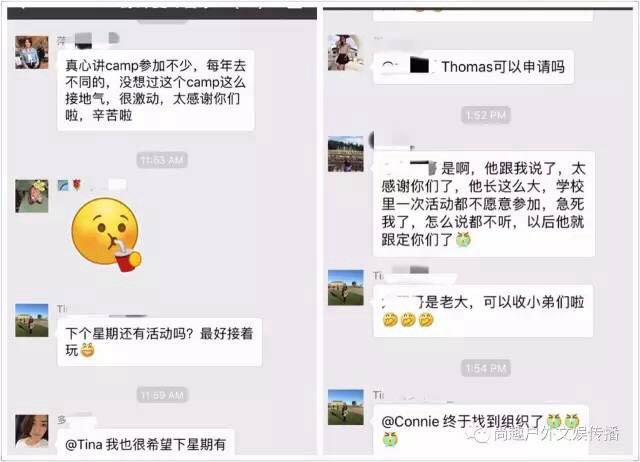 真心讲camp参加不少，每年去
不同的，没想过这个camp这么
接地气，很激动，太感谢你们
啦，辛苦啦
11:53 AM
Tin
下个星期还有活动吗？最好接着
玩
11:59 AM
多
@Tina 我也很希望下星期有
Thomas可以申请吗
1:52 PM
是啊，他跟我说了，太
感谢你们了，他长这么大，学校
里一次活动都不愿意参加，急死
我了，怎么说都不听，以后他就
跟定你们了
Tin
哥是老大，可以收小弟们啦
1:54 PM
Tin
@Connie 终于找到组织了
尚趣户外文娱传播